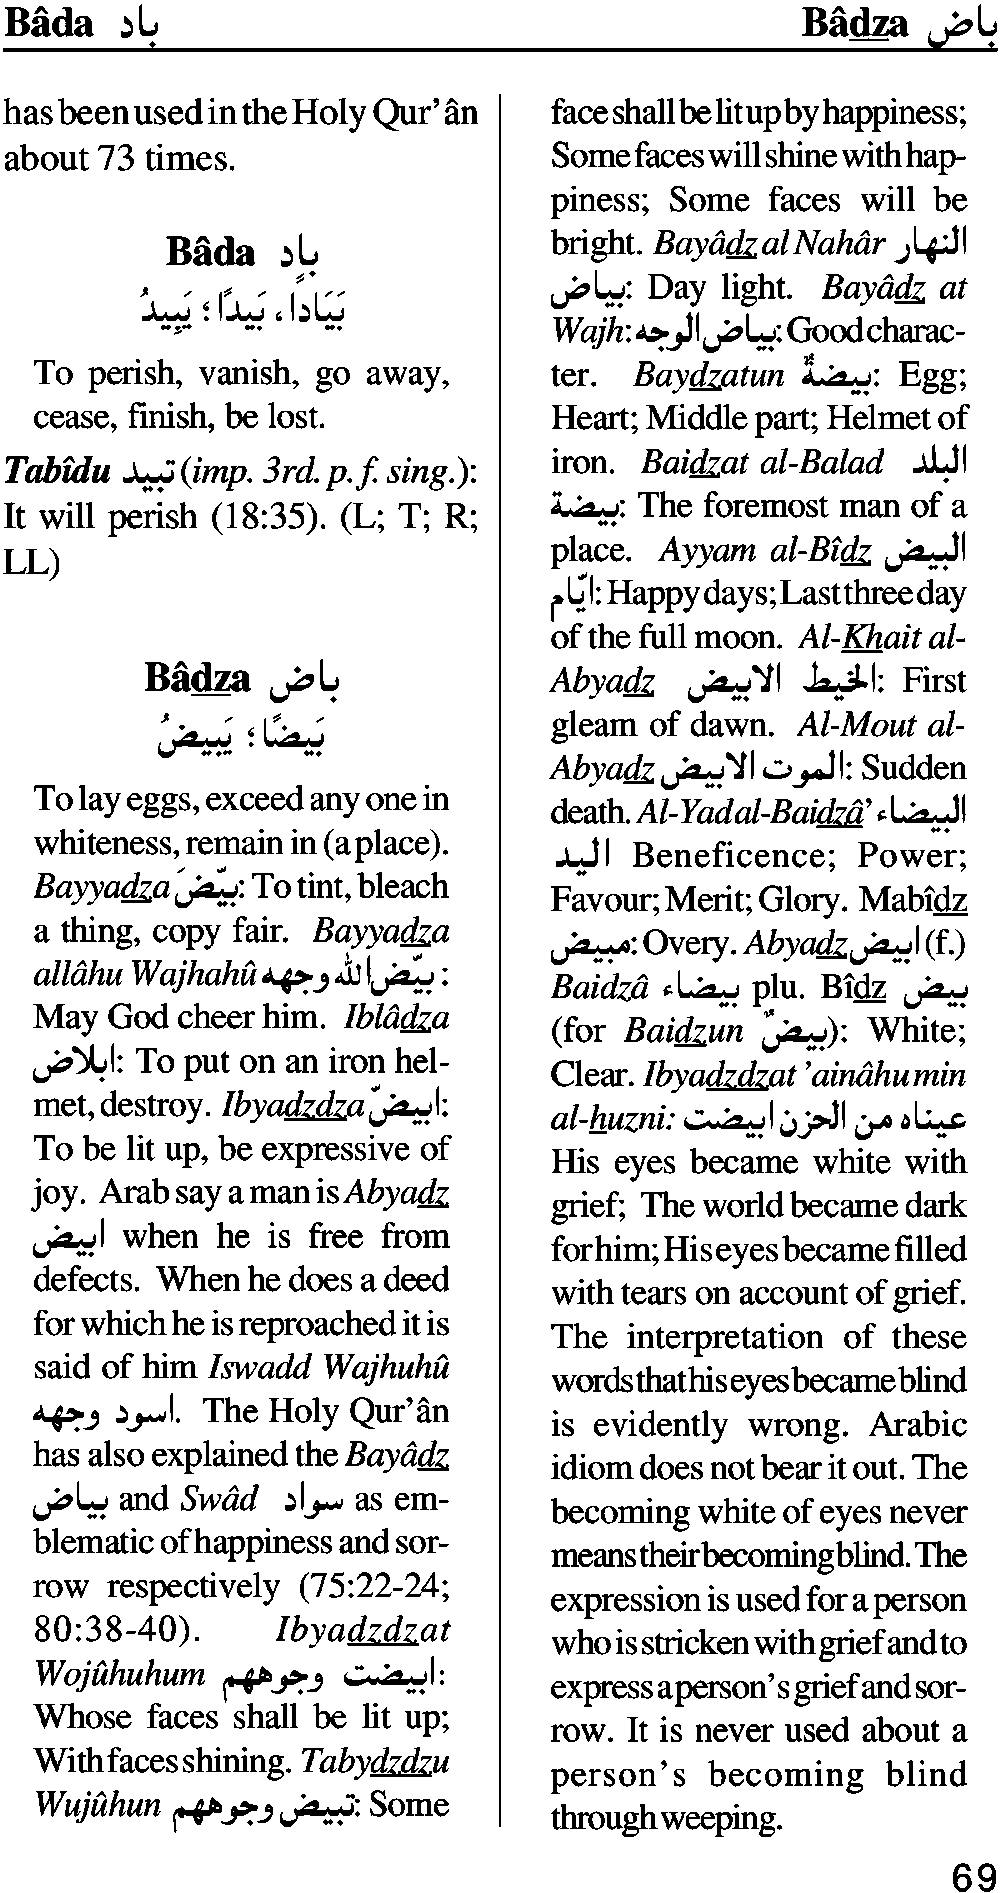 Bâda باد
Bâdza باض
has been used in the Holy Qur'ân
about 73 times.
Bâda بادِ
بَيَاداً، بَيدًا ؛ يَبِيدُ
To perish, vanish, go away,
cease, finish, be lost.
Tabîdu تبيد (imp. 3rd. p. f. sing.):
It will perish (18:35). (L; T; R;
LL)
Bâdza باض
بَيضًا ؛ يَبيضُ
To lay eggs, exceed any one in
whiteness, remain in (a place).
Bayyadza بيّضَ: To tint, bleach
a thing, copy fair. Bayyadza
allâhu Wajhahû بيّض الله وجهه :
May God cheer him. Iblâdza
ابلاض: To put on an iron hel-
met, destroy. Ibyadzdza ابيضّ:
To be lit up, be expressive of
joy. Arab say a man is Abyadz
ابيض when he is free from
defects. When he does a deed
for which he is reproached it is
said of him Iswadd Wajhuhû
اسود وجهه. The Holy Qur'ân
has also explained the Bayâdz
بياض and Swâd سواد as em-
blematic of happiness and sor-
row respectively (75:22-24;
80:38-40). Ibyadzdzat
Wojûhuhum ابيضت وجوههم:
Whose faces shall be lit up;
With faces shining. Tabydzdzu
Wujûhun تبيض وجوههم: Some
face shall be lit up by happiness;
Some faces will shine with hap-
piness; Some faces will be
bright. Bayâdz al Nahâr النهار
بياض: Day light. Bayâdz at
Wajh: بياض الوجه: Good charac-
ter. Baydzatun بيضةٌ: Egg;
Heart; Middle part; Helmet of
iron. Baidzat al-Balad البلد
بيضة: The foremost man of a
place. Ayyam al-Bîdz البيض
ايّام: Happy days; Last three day
of the full moon. Al-Khait al-
Abyadz الخيط الابيض: First
gleam of dawn. Al-Mout al-
Abyadz الموت الابيض: Sudden
death. Al-Yad al-Baidzâ' البيضاء
اليد Beneficence; Power;
Favour; Merit; Glory. Mabîdz
مبيض: Overy. Abyadz ابيض (f.)
Baidzâ بيضاء plu. Bîdz بيض
(for Baidzun بيضٌ): White;
Clear. Ibyadzdzat 'ainâhu min
al-huzni: عيناه من الحزن ابيضت
His eyes became white with
grief; The world became dark
for him; His eyes became filled
with tears on account of grief.
The interpretation of these
words that his eyes became blind
is evidently wrong. Arabic
idiom does not bear it out. The
becoming white of eyes never
means their becoming blind. The
expression is used for a person
who is stricken with grief and to
express a person's grief and sor-
row. It is never used about a
person's becoming blind
through weeping.
69